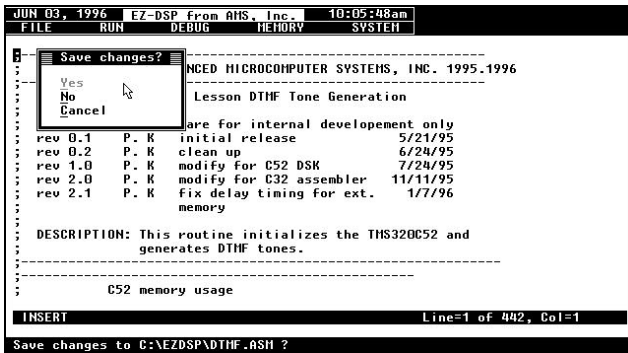 JUN 03, 1996 EZ-DSP from AMS, Inc. 10:05:48am
FILE RUN DEBUG MEMORY SYSTEM
;-- Save changes? --------------------------------
; NCED MICROCOMPUTER SYSTEMS, INC. 1995.1996
;-- Yes --------------------------------
; No Lesson DTMF Tone Generation
; Cancel
; are for internal developement only
; rev 0.1 P. K initial release 5/21/95
; rev 0.2 P. K clean up 6/24/95
; rev 1.0 P. K modify for C52 DSK 7/24/95
; rev 2.0 P. K modify for C32 assembler 11/11/95
; rev 2.1 P. K fix delay timing for ext. 1/7/96
; memory
;
; DESCRIPTION: This routine initializes the TMS320C52 and
; generates DTMF tones.
;----------------------------------------------------------------
;----------------------------------------------------
; C52 memory usage
INSERT Line=1 of 442, Col=1
Save changes to C:\EZDSP\DTMF.ASM ?